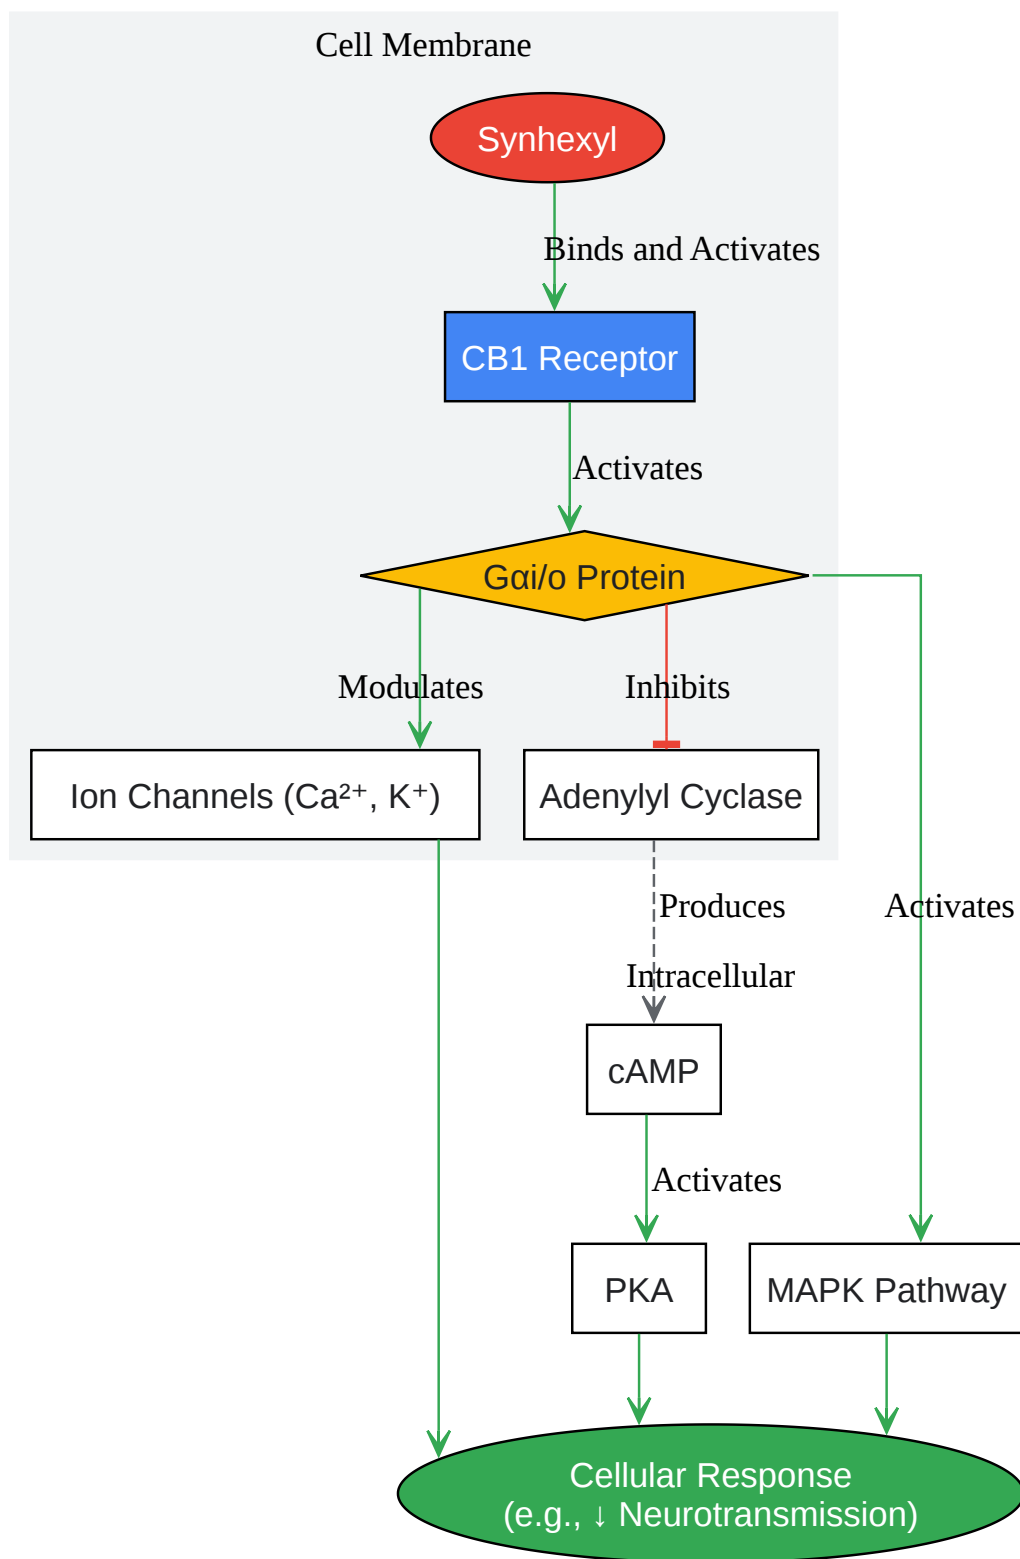 Cell Membrane
Synhexyl
Binds and Activates
CB1 Receptor
Activates
Gαi/o Protein
Modulates
Inhibits
Ion Channels (Ca²⁺, K⁺)
Adenylyl Cyclase
Produces
Activates
Intracellular
cAMP
Activates
PKA
MAPK Pathway
Cellular Response
(e.g., ↓ Neurotransmission)